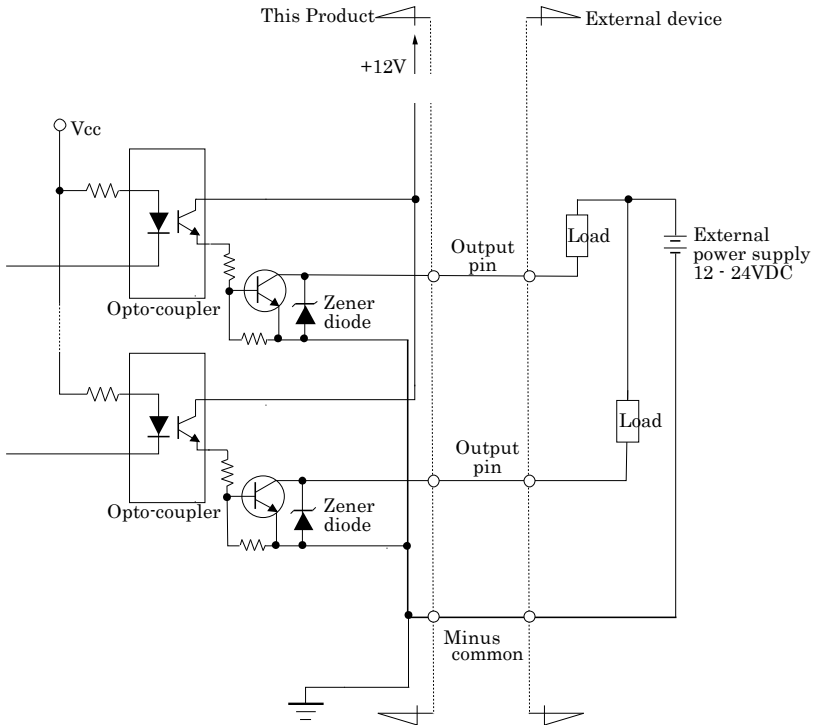 This Product
External device
+12V
Vcc
Load
External
power supply
12 - 24VDC
Output
pin
Opto-coupler
Zener
diode
Load
Output
pin
Opto-coupler
Zener
diode
Minus
common